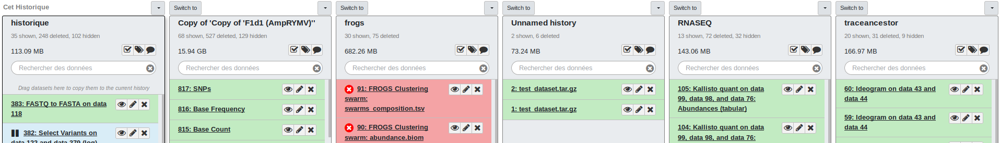 Cet Historique
historique
35 shown, 248 deleted, 102 hidden
113.09 MB
Rechercher des données
Drag datasets here to copy them to the current history
383: FASTQ to FASTA on data
118
382: Select Variants on
data 122 and data 379 (log)
Switch to
Copy of 'Copy of 'F1d1 (AmpRYMV)''
68 shown, 527 deleted, 129 hidden
15.94 GB
Rechercher des données
817: SNPs
816: Base Frequency
815: Base Count
Switch to
frogs
30 shown, 75 deleted
682.26 MB
Rechercher des données
91: FROGS Clustering
swarm:
swarms_composition.tsv
90: FROGS Clustering
swarm: abundance.biom
Switch to
Unnamed history
2 shown, 6 deleted
73.24 MB
Rechercher des données
2: test_dataset.tar.gz
1: test_dataset.tar.gz
Switch to
RNASEQ
13 shown, 72 deleted, 32 hidden
143.06 MB
Rechercher des données
105: Kallisto quant on data
99, data 98, and data 76:
Abundances (tabular)
104: Kallisto quant on data
99, data 98, and data 76:
Switch to
traceancestor
20 shown, 31 deleted, 9 hidden
166.97 MB
Rechercher des données
60: Ideogram on data 43 and
data 44
59: Ideogram on data 43 and
data 44